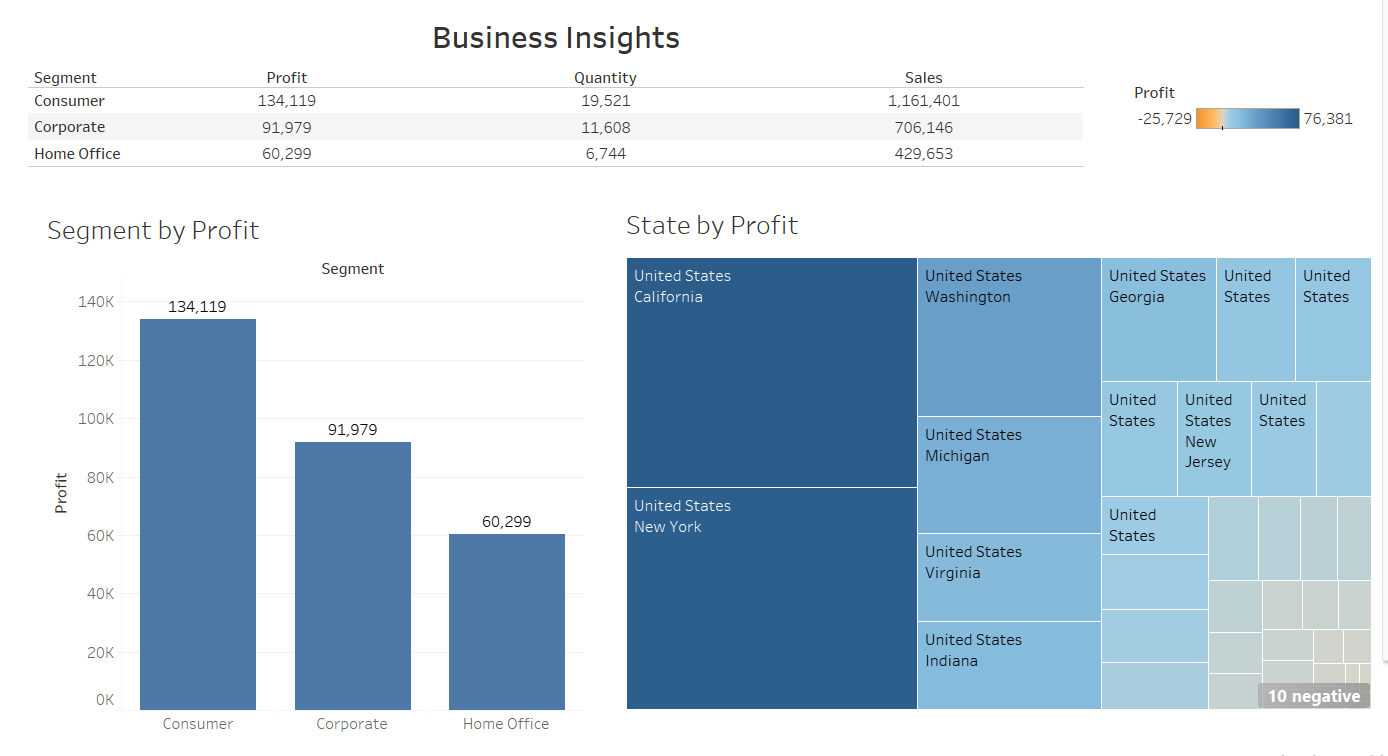 Business Insights
Segment Profit Quantity Sales
Consumer 134,119 19,521 1,161,401
Corporate 91,979 11,608 706,146
Home Office 60,299 6,744 429,653
Profit
-25,729 76,381
Segment by Profit
Segment
Profit
140K
120K
100K
80K
60K
40K
20K
0K
134,119
91,979
60,299
Consumer Corporate Home Office
State by Profit
United States
California
United States
New York
United States
Washington
United States
Michigan
United States
Virginia
United States
Indiana
United States
Georgia
United
States
United
States
United
States
United
States
New
Jersey
United
States
United
States
10 negative